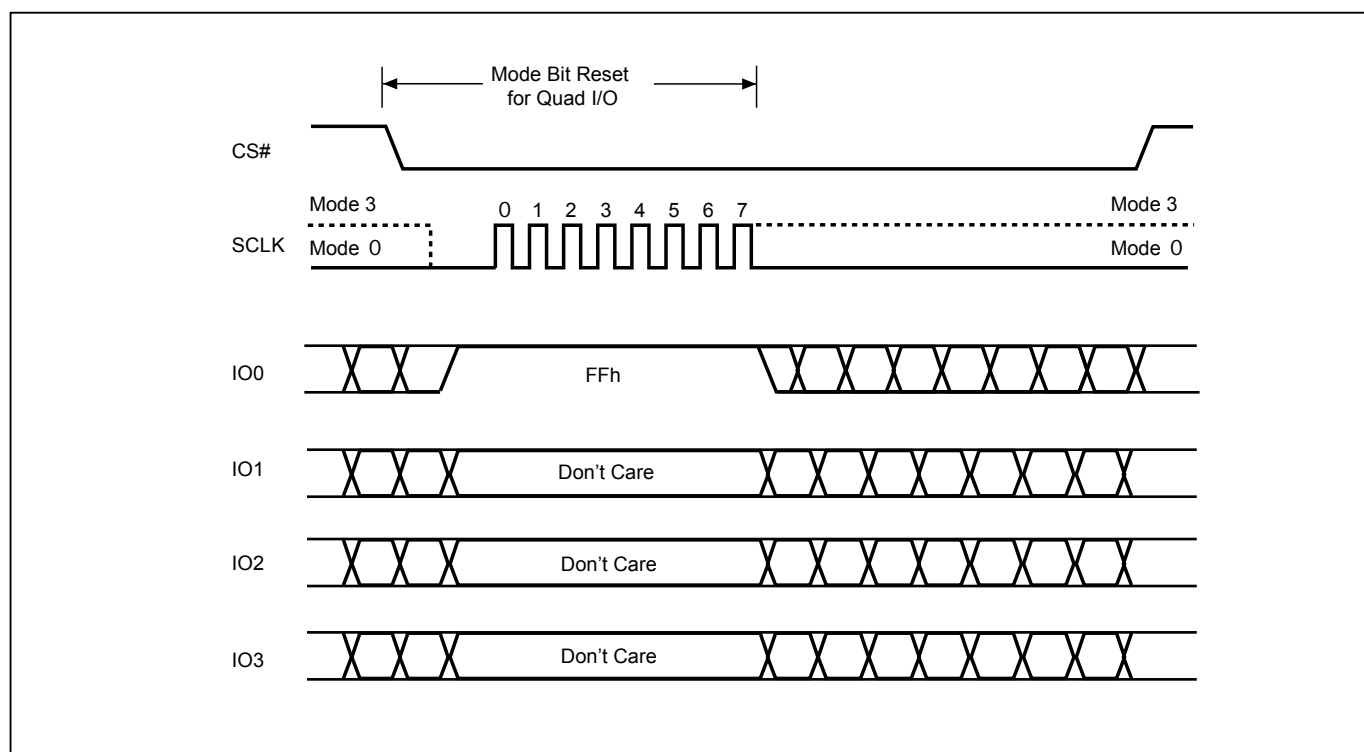 Mode Bit Reset
for Quad I/O
CS#
Mode 3
0 1 2 3 4 5 6 7
Mode 3
SCLK
Mode 0
Mode 0
IO0
FFh
IO1
Don't Care
IO2
Don't Care
IO3
Don't Care